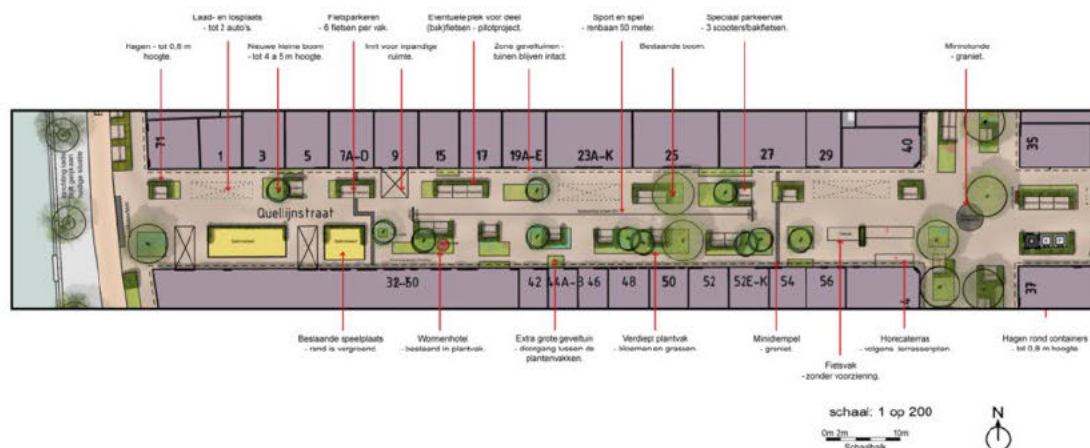 Laad- en losplaats
- tot 2 auto's.
Fietsparkeren
- 6 fietsen per vak.
Eventuele plek voor deel
(bak)fietsen - pilotproject.
Sport en spel
- renbaan 50 meter.
Speciaal parkeervak
- 3 scooters/bakfietsen.
Hagen - tot 0,8 m
hoogte.
Nieuwe kleine boom
- tot 4 a 5 m hoogte.
Inrit voor inpandige
ruimte.
Zone geveltuinen -
tuinen blijven intact.
Bestaande boom.
Minirotonde
- graniet.
71
1
3
5
7A-D
9
15
17
19A-E
23A-K
25
27
29
40
35
Quellijnstraat
42
44A-B
46
48
50
52
52E-K
54
56
37
Bestaande speelplaats
- rand is vergroend.
Wormenhotel
- bestaand in plantvak.
Extra grote geveltuin
- doorgang tussen de
plantenvakken.
Verdiept plantvak
- bloemen en grassen.
Minidrempel
- graniet.
Horecaterras
- volgens terrassenplan.
Hagen rond containers
- tot 0,8 m hoogte
Fietsvak
- zonder voorziening.
schaal: 1 op 200
0m 2m 10m
Schaalbalk
N